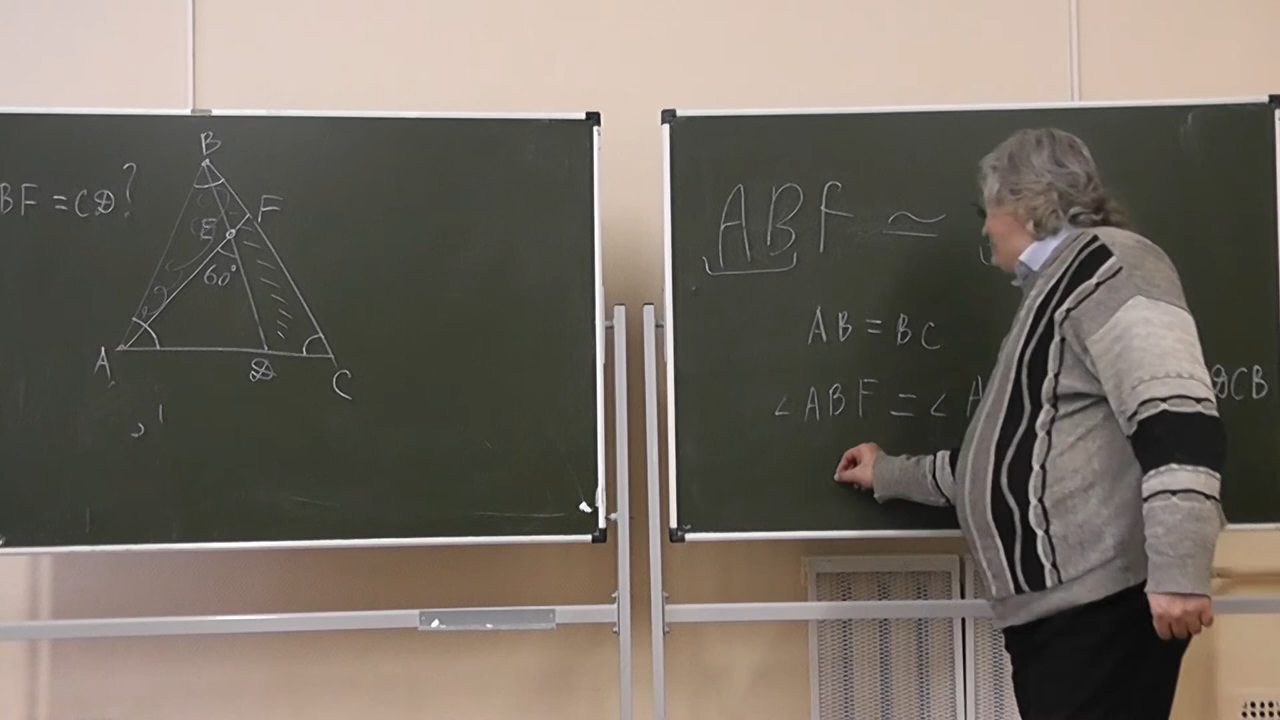 BF = CD?
B
F
E
60°
A
D
C
ABF ≅
AB = BC
∠ABF = ∠A
DCB